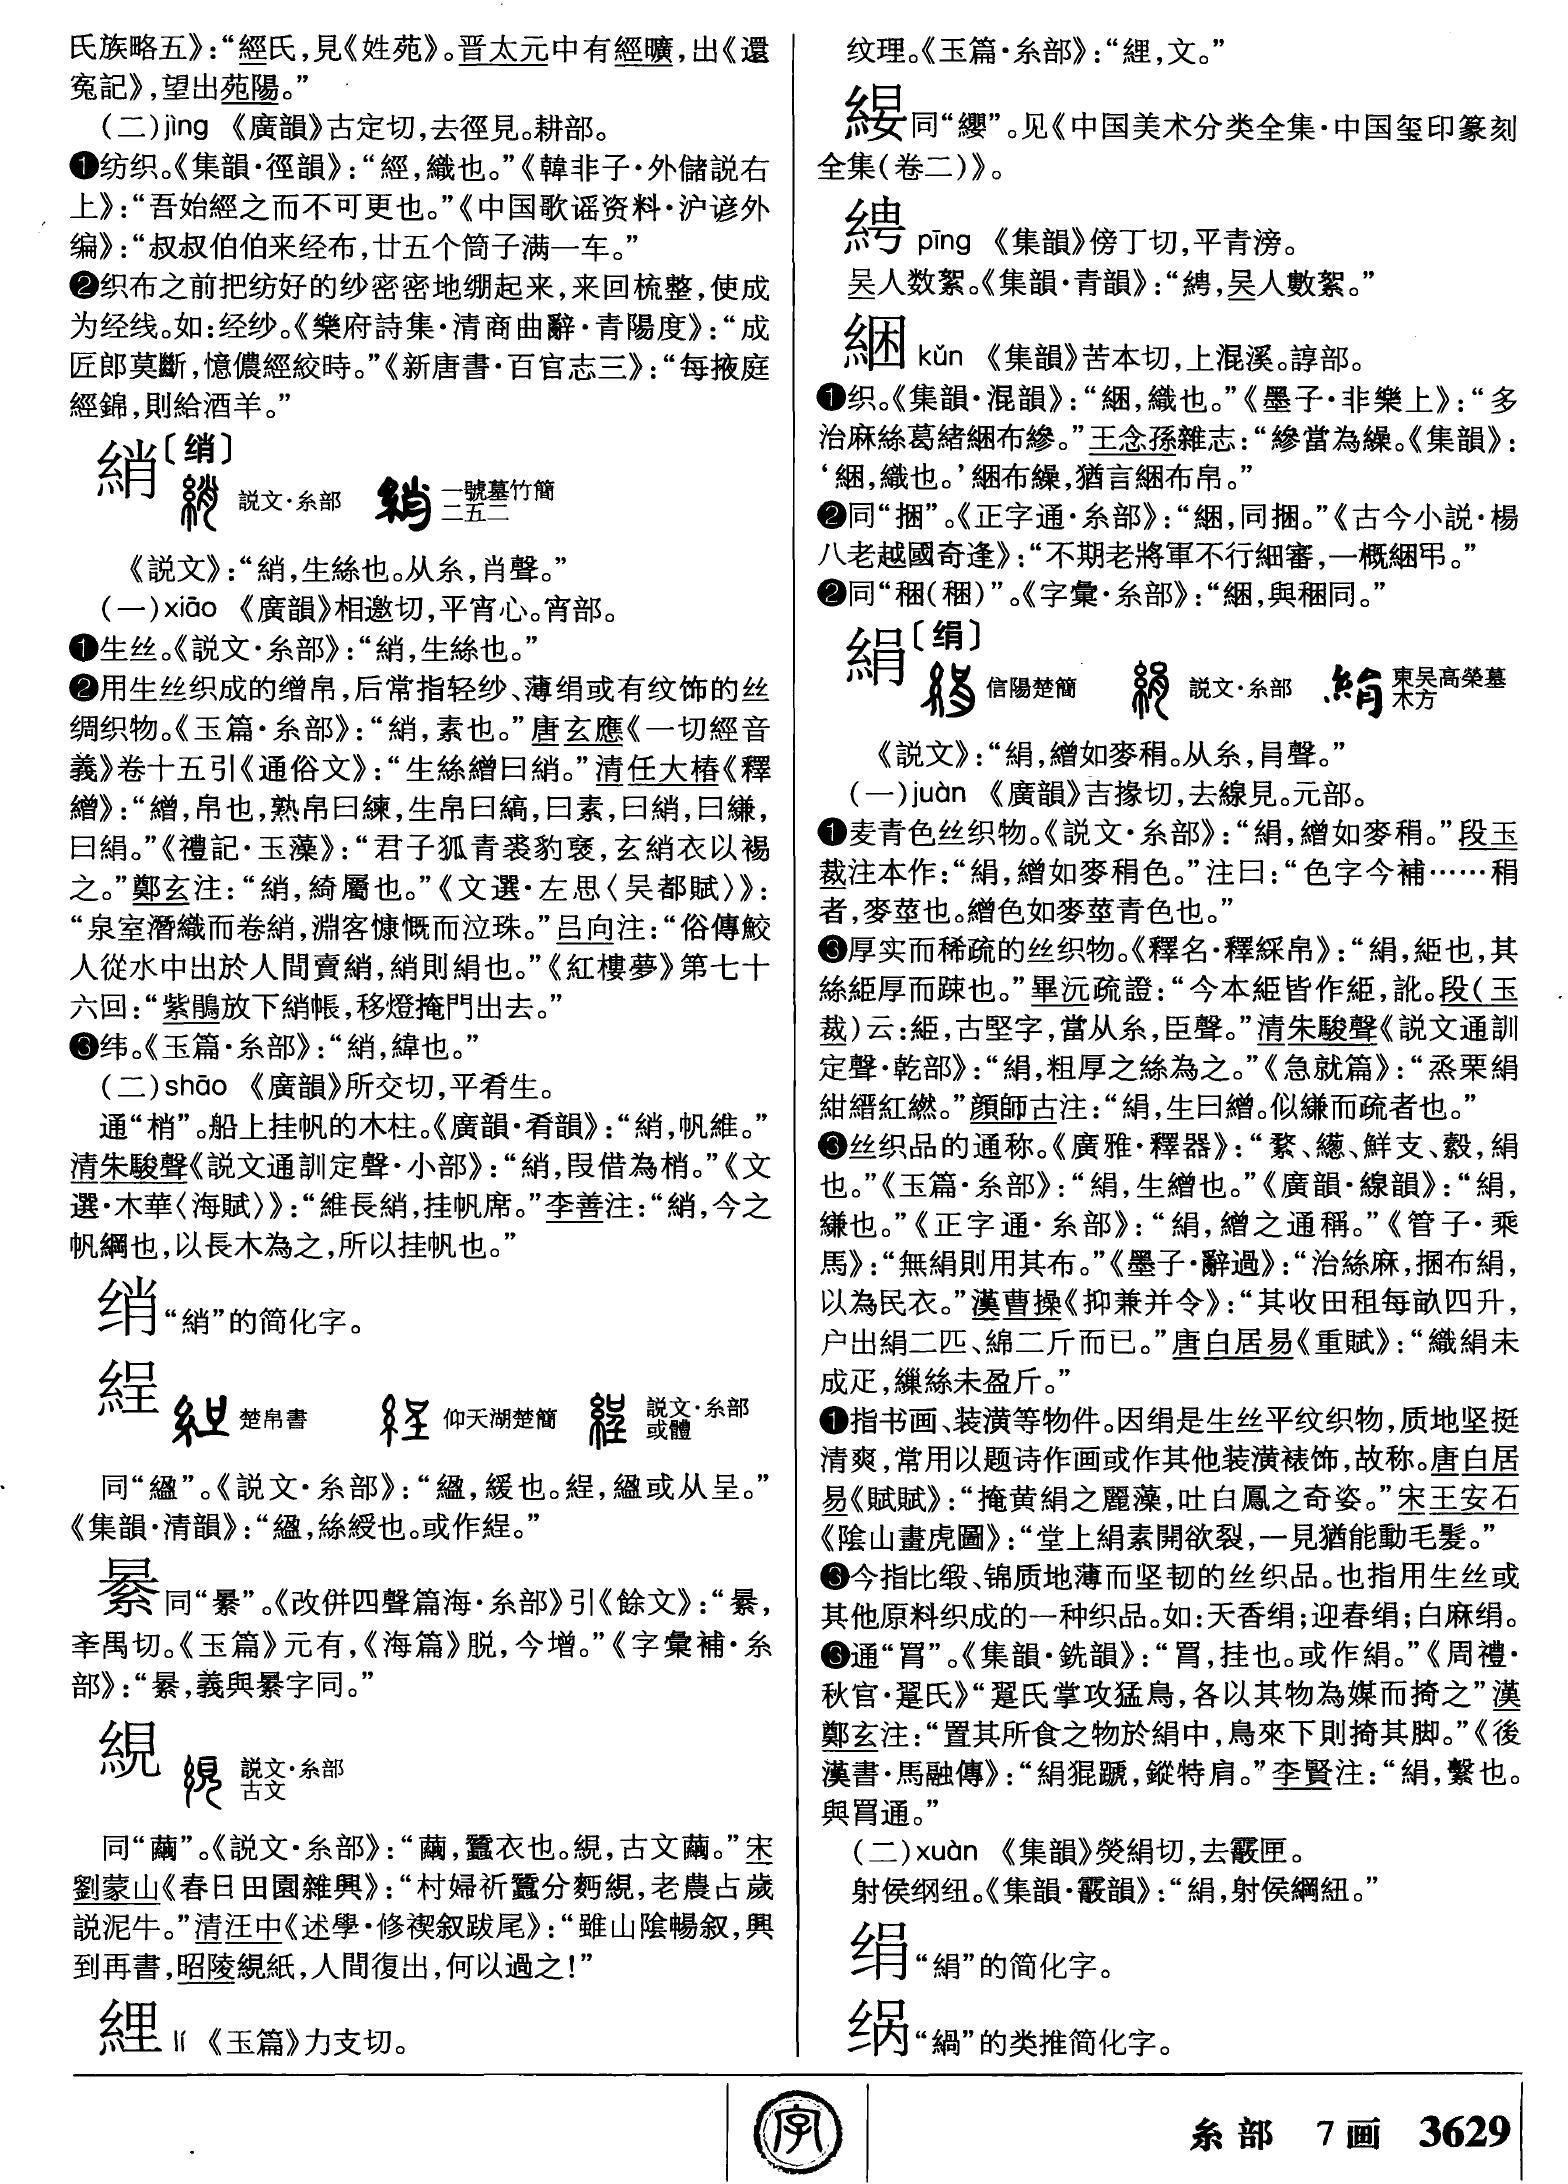 氏族略五》：“經氏，見《姓苑》。晋太元中有經曠，出《還
寃記》，望出苑陽。”
（二）jìng 《廣韻》古定切，去徑見。耕部。
❶纺织。《集韻·徑韻》：“經，織也。”《韓非子·外儲説右
上》：“吾始經之而不可更也。”《中国歌谣资料·沪谚外
编》：“叔叔伯伯来经布，廿五个筒子满一车。”
❷织布之前把纺好的纱密密地绷起来，来回梳整，使成
为经线。如：经纱。《樂府詩集·清商曲辭·青陽度》：“成
匠郎莫斷，憶儂經絞時。”《新唐書·百官志三》：“每掖庭
經錦，則給酒羊。”
綃〔绡〕
説文·糸部 一號墓竹簡
二五二
《説文》：“綃，生絲也。从糸，肖聲。”
（一）xiāo 《廣韻》相邀切，平宵心。宵部。
❶生丝。《説文·糸部》：“綃，生絲也。”
❷用生丝织成的缯帛，后常指轻纱、薄绢或有纹饰的丝
绸织物。《玉篇·糸部》：“綃，素也。”唐玄應《一切經音
義》卷十五引《通俗文》：“生絲繒曰綃。”清任大椿《釋
繒》：“繒，帛也，熟帛曰練，生帛曰縞，曰素，曰綃，曰縑，
曰絹。”《禮記·玉藻》：“君子狐青裘豹褎，玄綃衣以裼
之。”鄭玄注：“綃，綺屬也。”《文選·左思〈吴都賦〉》：
“泉室潛織而卷綃，淵客慷慨而泣珠。”吕向注：“俗傳鮫
人從水中出於人間賣綃，綃則絹也。”《紅樓夢》第七十
六回：“紫鵑放下綃帳，移燈掩門出去。”
❸纬。《玉篇·糸部》：“綃，緯也。”
（二）shāo 《廣韻》所交切，平肴生。
通“梢”。船上挂帆的木柱。《廣韻·肴韻》：“綃，帆維。”
清朱駿聲《説文通訓定聲·小部》：“綃，叚借為梢。”《文
選·木華〈海賦〉》：“維長綃，挂帆席。”李善注：“綃，今之
帆綱也，以長木為之，所以挂帆也。”
绡“綃”的简化字。
綎
楚帛書 仰天湖楚簡 説文·糸部
或體
同“縕”。《説文·糸部》：“縕，緩也。綎，縕或从呈。”
《集韻·清韻》：“縕，絲綬也。或作綎。”
同“纍”。《改併四聲篇海·糸部》引《餘文》：“纍，
《玉篇》元有，《海篇》脱，今增。”《字彙補·糸
部》：
絸
説文·糸部
古文
同“繭”。《説文·糸部》：“繭，蠶衣也。絸，古文繭。”宋
劉蒙山《春日田園雜興》：“村婦祈蠶分麪絸，老農占歲
説泥牛。”清汪中《述學·修禊叙跋尾》：“雖山陰暢叙，興
到再書，昭陵絸紙，人間復出，何以過之！”
纟里 lí 《玉篇》力支切。
纹理。《玉篇·糸部》：“文。”
同“纓”。见《中国美术分类全集·中国玺印篆刻
全集（卷二）》。
pīng 《集韻》傍丁切，平青滂。
吴人数絮。《集韻·青韻》：“吴人數絮。”
綑 kǔn 《集韻》苦本切，上混溪。諄部。
❶织。《集韻·混韻》：“綑，織也。”《墨子·非樂上》：“多
治麻絲葛緒綑布縿。”王念孫雜志：“縿當為繰。《集韻》：
‘綑，織也。’綑布繰，猶言綑布帛。”
❷同“捆”。《正字通·糸部》：“綑，同捆。”《古今小説·楊
八老越國奇逢》：“不期老將軍不行細審，一概綑弔。”
❷同“稇（稛）”。《字彙·糸部》：“綑，與稇同。”
絹〔绢〕
信陽楚簡 説文·糸部 東吴高榮墓
木方
《説文》：“絹，繒如麥䅌。从糸，肙聲。”
（一）juàn 《廣韻》吉掾切，去線見。元部。
❶麦青色丝织物。《説文·糸部》：“絹，繒如麥䅌。”段玉
裁注本作：“絹，繒如麥䅌色。”注曰：“色字今補……䅌
者，麥莖也。繒色如麥莖青色也。”
❸厚实而稀疏的丝织物。《釋名·釋綵帛》：“絹，䋔也，其
絲䋔厚而踈也。”畢沅疏證：“今本䋔皆作絚，訛。段（玉
裁）云：䋔，古堅字，當从糸，臣聲。”清朱駿聲《説文通訓
定聲·乾部》：“絹，粗厚之絲為之。”《急就篇》：“烝栗絹
紺縉紅繎。”顔師古注：“絹，生曰繒。似縑而疏者也。”
❸丝织品的通称。《廣雅·釋器》：“䋷、繱、鮮支、縠，絹
也。”《玉篇·糸部》：“絹，生繒也。”《廣韻·線韻》：“絹，
縑也。”《正字通·糸部》：“絹，繒之通稱。”《管子·乘
馬》：“無絹則用其布。”《墨子·辭過》：“治絲麻，捆布絹，
以為民衣。”漢曹操《抑兼并令》：“其收田租每畝四升，
户出絹二匹、綿二斤而已。”唐白居易《重賦》：“織絹未
成疋，繅絲未盈斤。”
❶指书画、装潢等物件。因绢是生丝平纹织物，质地坚挺
清爽，常用以题诗作画或作其他装潢裱饰，故称。唐白居
易《賦賦》：“掩黄絹之麗藻，吐白鳳之奇姿。”宋王安石
《陰山畫虎圖》：“堂上絹素開欲裂，一見猶能動毛髮。”
❸今指比缎、锦质地薄而坚韧的丝织品。也指用生丝或
其他原料织成的一种织品。如：天香绢；迎春绢；白麻绢。
❸通“罥”。《集韻·銑韻》：“罥，挂也。或作絹。”《周禮·
秋官·翨氏》“翨氏掌攻猛鳥，各以其物為媒而掎之”漢
鄭玄注：“置其所食之物於絹中，鳥來下則掎其脚。”《後
漢書·馬融傳》：“絹猑蹏，鏦特肩。”李賢注：“絹，繫也。
與罥通。”
（二）xuàn 《集韻》熒絹切，去霰匣。
射侯纲纽。《集韻·霰韻》：“絹，射侯綱紐。”
绢“絹”的简化字。
𬘫“緺”的类推简化字。
字
糸部 7画 3629